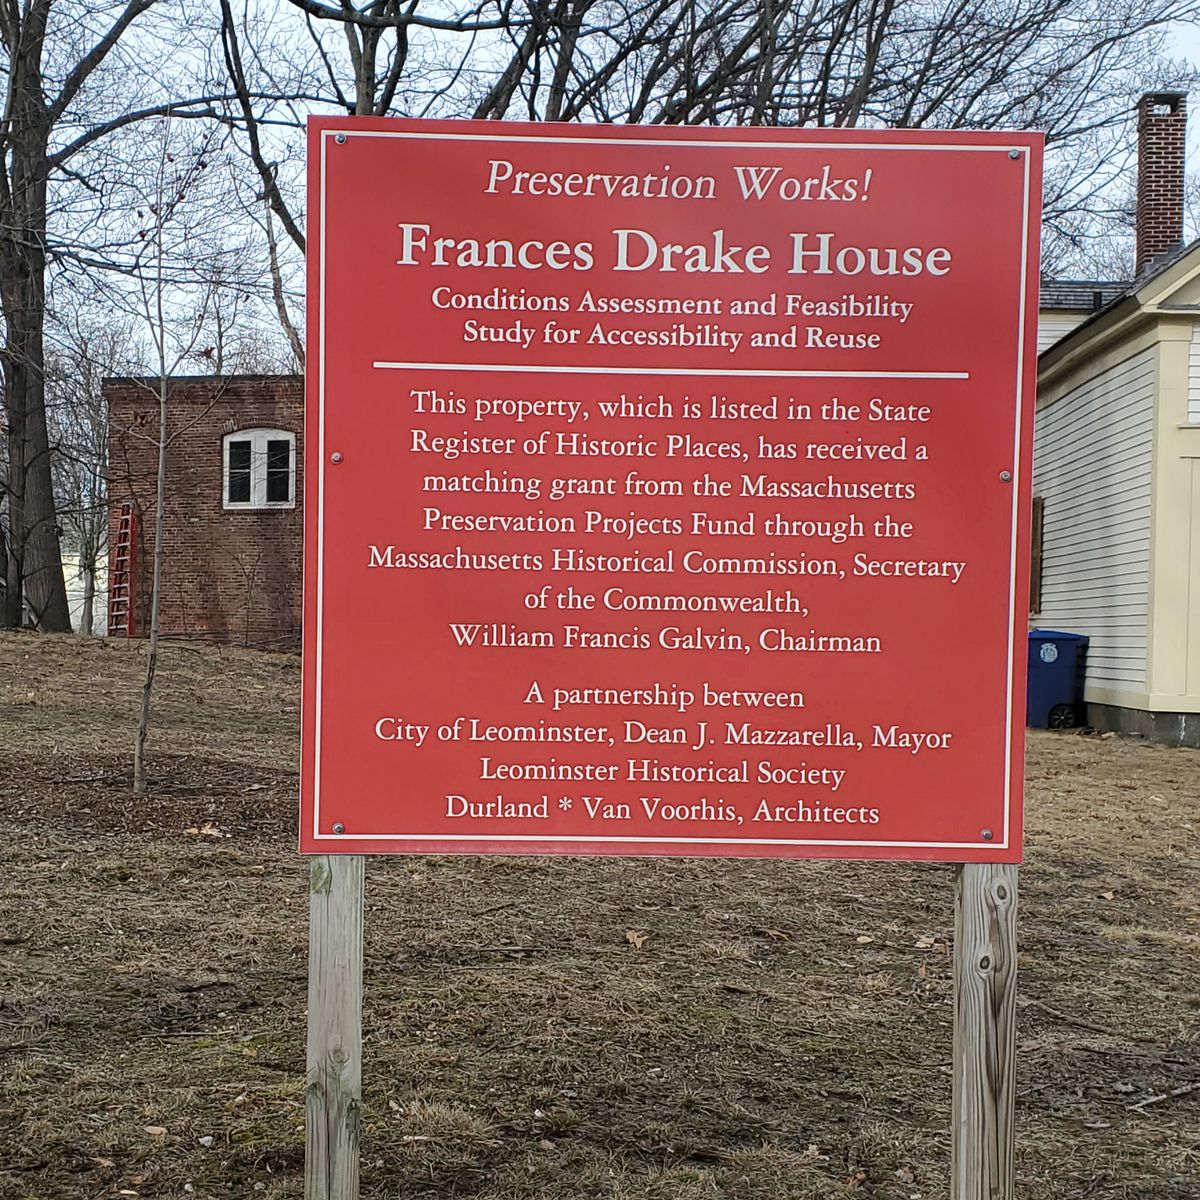 Preservation Works!
Frances Drake House
Conditions Assessment and Feasibility
Study for Accessibility and Reuse
This property, which is listed in the State
Register of Historic Places, has received a
matching grant from the Massachusetts
Preservation Projects Fund through the
Massachusetts Historical Commission, Secretary
of the Commonwealth,
William Francis Galvin, Chairman
A partnership between
City of Leominster, Dean J. Mazzarella, Mayor
Leominster Historical Society
Durland * Van Voorhis, Architects